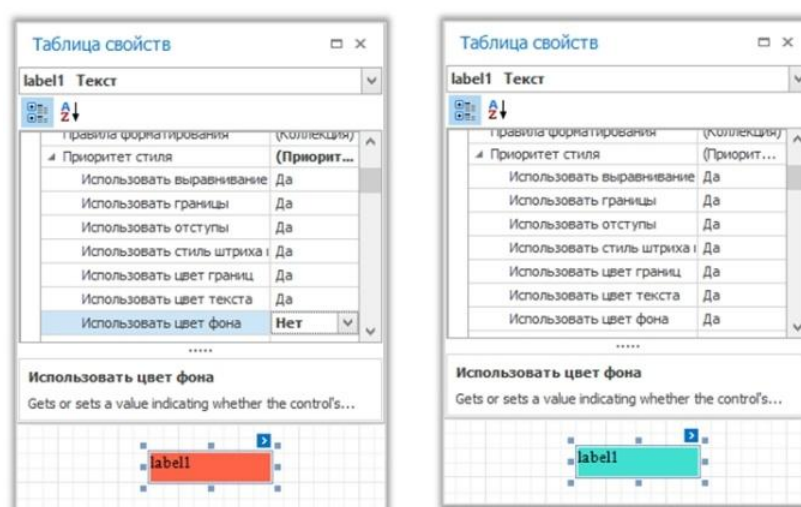 Таблица свойств
label1 Текст
Правила форматирования (Коллекция)
Приоритет стиля (Приорит...
Использовать выравнивание Да
Использовать границы Да
Использовать отступы Да
Использовать стиль штриха Да
Использовать цвет границ Да
Использовать цвет текста Да
Использовать цвет фона Нет
Использовать цвет фона
Gets or sets a value indicating whether the control's...
label1
Таблица свойств
label1 Текст
Правила форматирования (Коллекция)
Приоритет стиля (Приорит...
Использовать выравнивание Да
Использовать границы Да
Использовать отступы Да
Использовать стиль штриха Да
Использовать цвет границ Да
Использовать цвет текста Да
Использовать цвет фона Да
Использовать цвет фона
Gets or sets a value indicating whether the control's...
label1